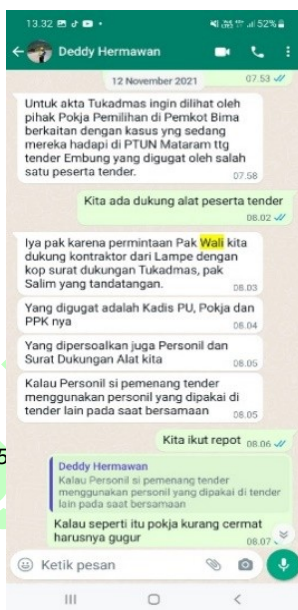 13.32
52%
Deddy Hermawan
12 November 2021
07.53
Untuk akta Tukadmas ingin dilihat oleh
pihak Pokja Pemilihan di Pemkot Bima
berkaitan dengan kasus yng sedang
mereka hadapi di PTUN Mataram ttg
tender Embung yang digugat oleh salah
satu peserta tender.
07.58
Kita ada dukung alat peserta tender
08.02
Iya pak karena permintaan Pak Wali kita
dukung kontraktor dari Lampe dengan
kop surat dukungan Tukadmas, pak
Salim yang tandatangan.
08.03
Yang digugat adalah Kadis PU, Pokja dan
PPK nya
08.04
Yang dipersoalkan juga Personil dan
Surat Dukungan Alat kita
08.05
Kalau Personil si pemenang tender
menggunakan personil yang dipakai di
tender lain pada saat bersamaan
08.05
Kita ikut repot
08.06
Deddy Hermawan
Kalau Personil si pemenang tender
menggunakan personil yang dipakai di tender
lain pada saat bersamaan
Kalau seperti itu pokja kurang cermat
harusnya gugur
08.07
Ketik pesan
5